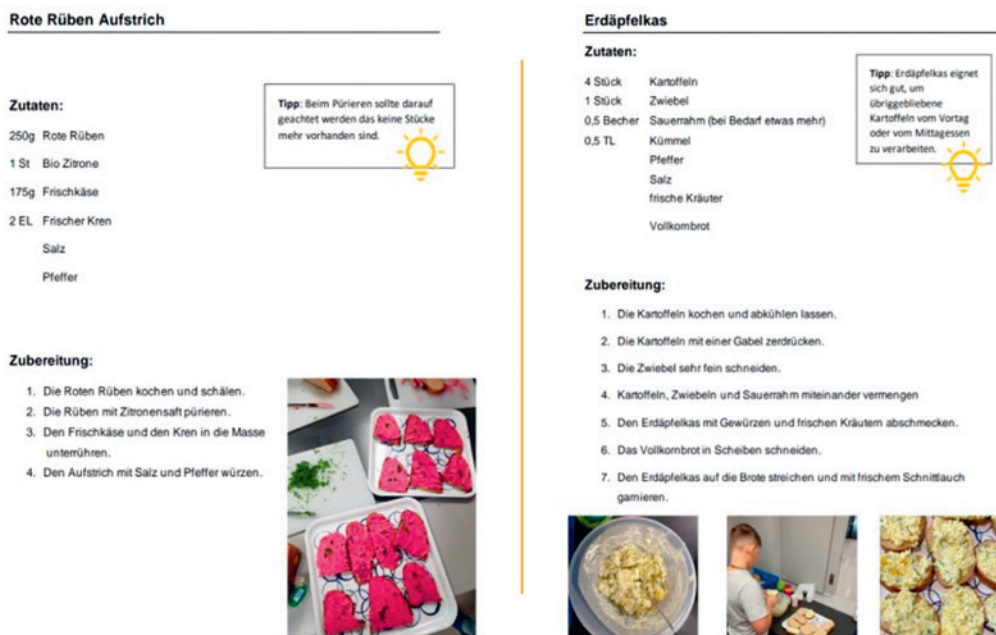 Rote Rüben Aufstrich
Zutaten:
250g Rote Rüben
1 St Bio Zitrone
175g Frischkäse
2 EL Frischer Kren
Salz
Pfeffer
Tipp: Beim Pürieren sollte darauf
geachtet werden das keine Stücke
mehr vorhanden sind.
Zubereitung:
1. Die Roten Rüben kochen und schälen.
2. Die Rüben mit Zitronensaft pürieren.
3. Den Frischkäse und den Kren in die Masse
unterrühren.
4. Den Aufstrich mit Salz und Pfeffer würzen.
Erdäpfelkas
Zutaten:
4 Stück Kartoffeln
1 Stück Zwiebel
0,5 Becher Sauerrahm (bei Bedarf etwas mehr)
0,5 TL Kümmel
Pfeffer
Salz
frische Kräuter
Vollkornbrot
Tipp: Erdäpfelkas eignet
sich gut, um
übriggebliebene
Kartoffeln vom Vortag
oder vom Mittagessen
zu verarbeiten.
Zubereitung:
1. Die Kartoffeln kochen und abkühlen lassen.
2. Die Kartoffeln mit einer Gabel zerdrücken.
3. Die Zwiebel sehr fein schneiden.
4. Kartoffeln, Zwiebeln und Sauerrahm miteinander vermengen
5. Den Erdäpfelkas mit Gewürzen und frischen Kräutern abschmecken.
6. Das Vollkornbrot in Scheiben schneiden.
7. Den Erdäpfelkas auf die Brote streichen und mit frischem Schnittlauch
garnieren.